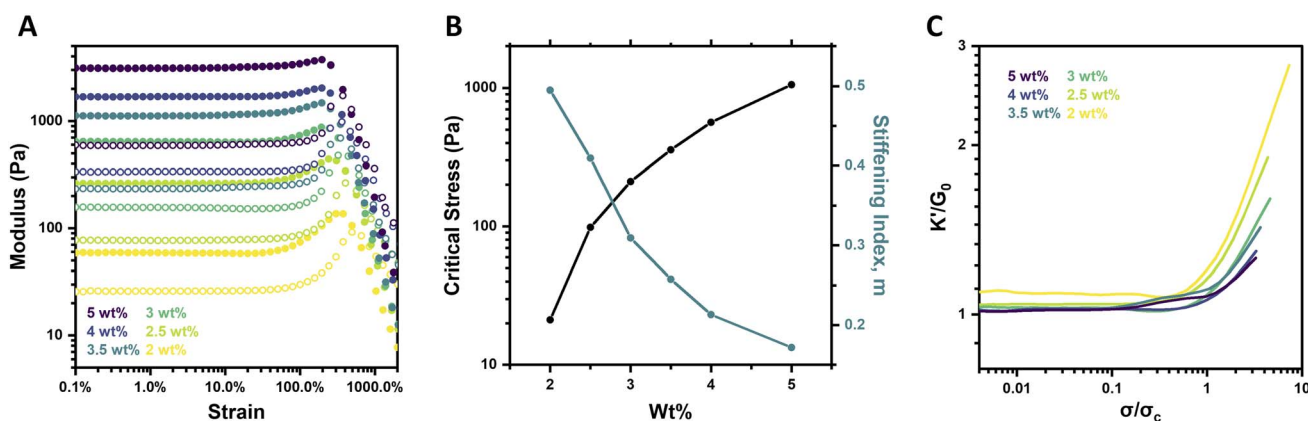 A
Modulus (Pa)
1000
100
10
5 wt% 3 wt%
4 wt% 2.5 wt%
3.5 wt% 2 wt%
0.1% 1.0% 10.0% 100.0% 1000.0%
Strain
B
Critical Stress (Pa)
1000
100
10
2 3 4 5
Wt%
0.5
0.4
0.3
0.2
Stiffening Index, m
C
K'/G0
3
2
1
5 wt% 3 wt%
4 wt% 2.5 wt%
3.5 wt% 2 wt%
0.01 0.1 1 10
σ/σc